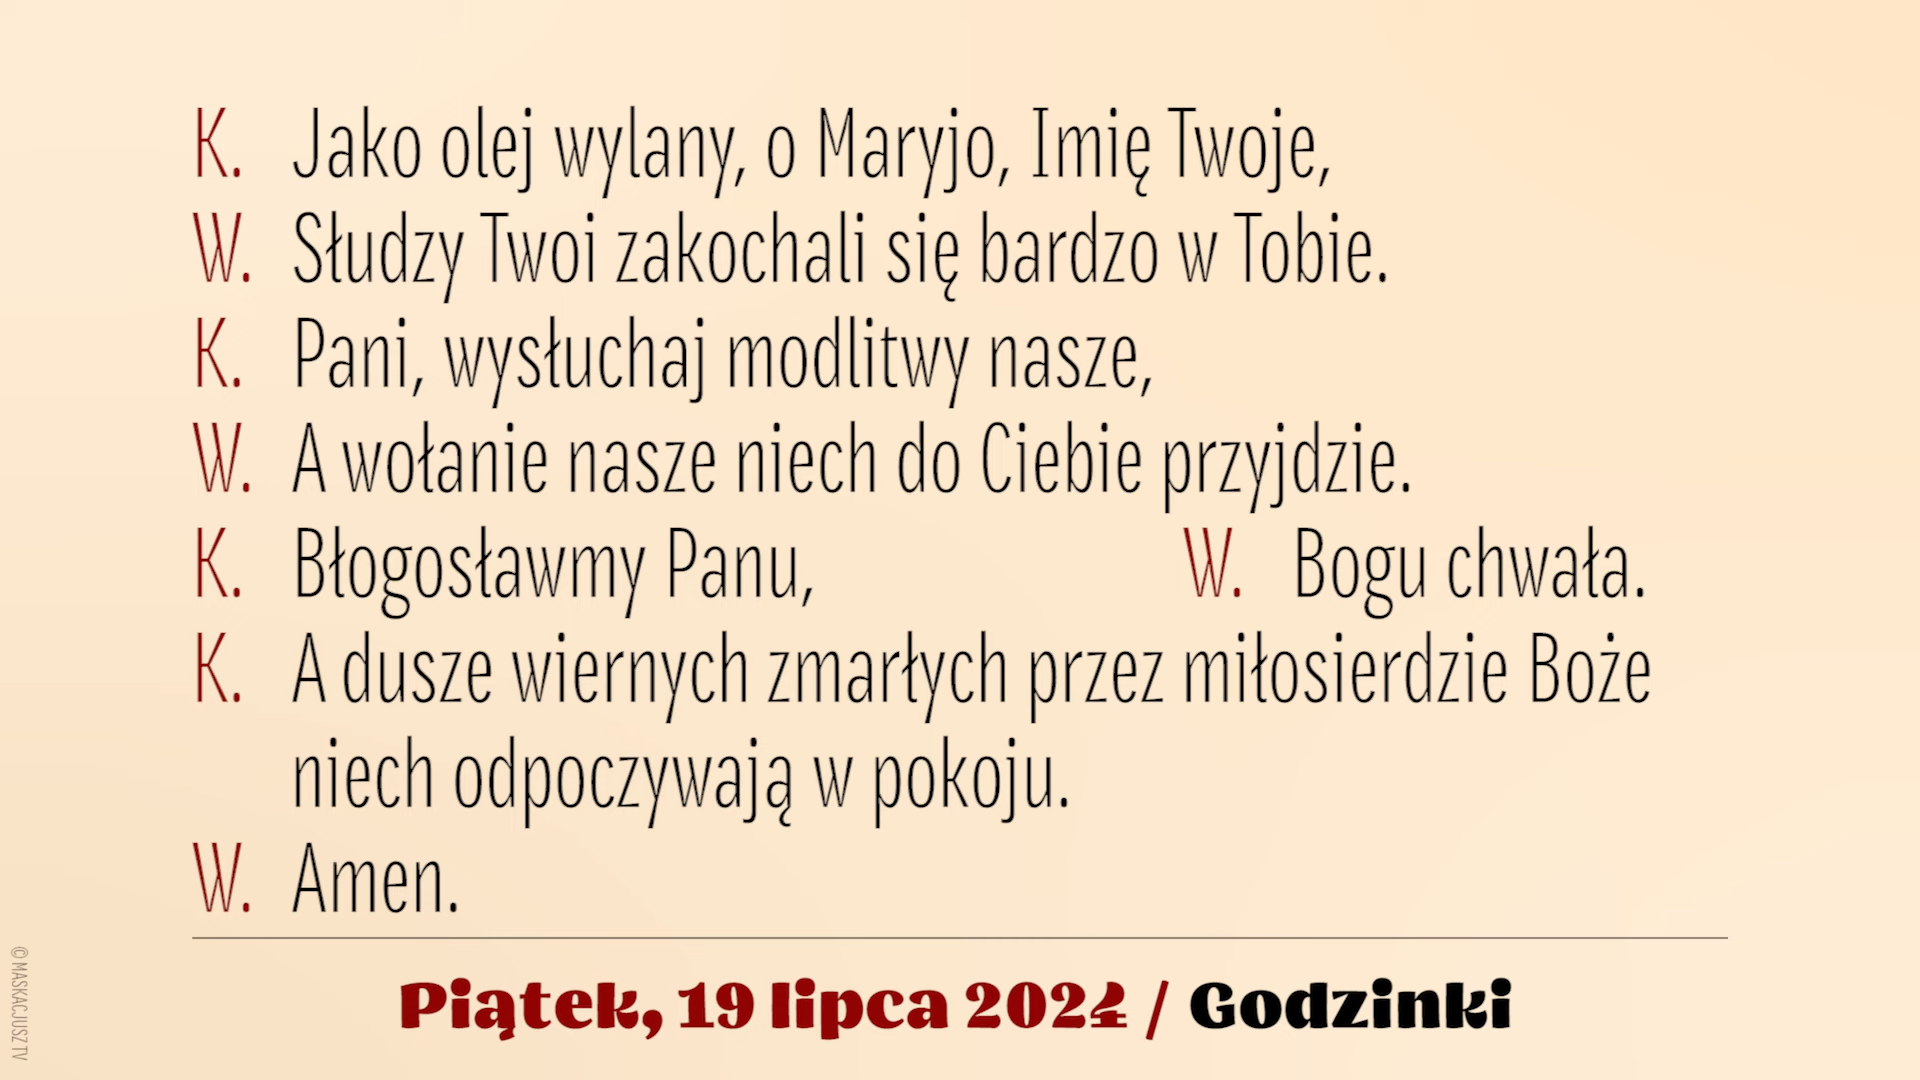 K. Jako olej wylany, o Maryjo, Imię Twoje,
W. Słudzy Twoi zakochali się bardzo w Tobie.
K. Pani, wysłuchaj modlitwy nasze,
W. A wołanie nasze niech do Ciebie przyjdzie.
K. Błogosławmy Panu, W. Bogu chwała.
K. A dusze wiernych zmarłych przez miłosierdzie Boże
niech odpoczywają w pokoju.
W. Amen.
Piątek, 19 lipca 2024 / Godzinki
© MASKACJUSZ TV